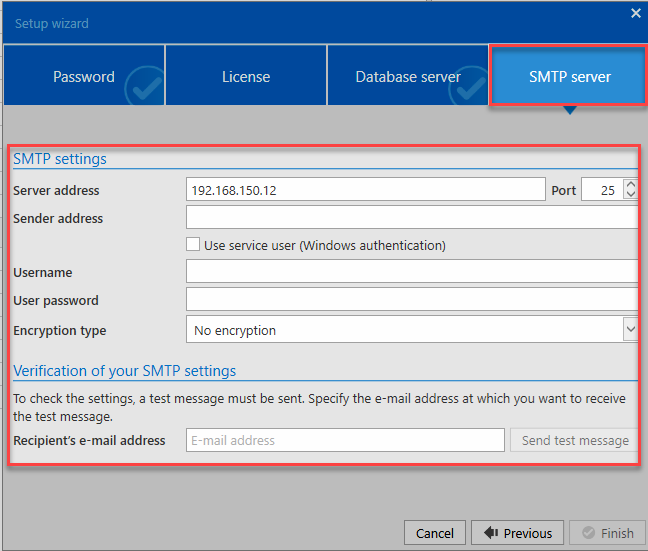 Setup wizard
Password
License
Database server
SMTP server
SMTP settings
Server address 192.168.150.12 Port 25
Sender address
Use service user (Windows authentication)
Username
User password
Encryption type No encryption
Verification of your SMTP settings
To check the settings, a test message must be sent. Specify the e-mail address at which you want to receive
the test message.
Recipient's e-mail address E-mail address Send test message
Cancel Previous Finish